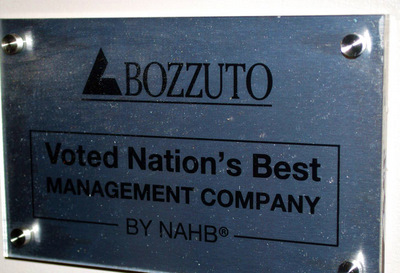 BOZZUTO
Voted Nation's Best
MANAGEMENT COMPANY
BY NAHB®